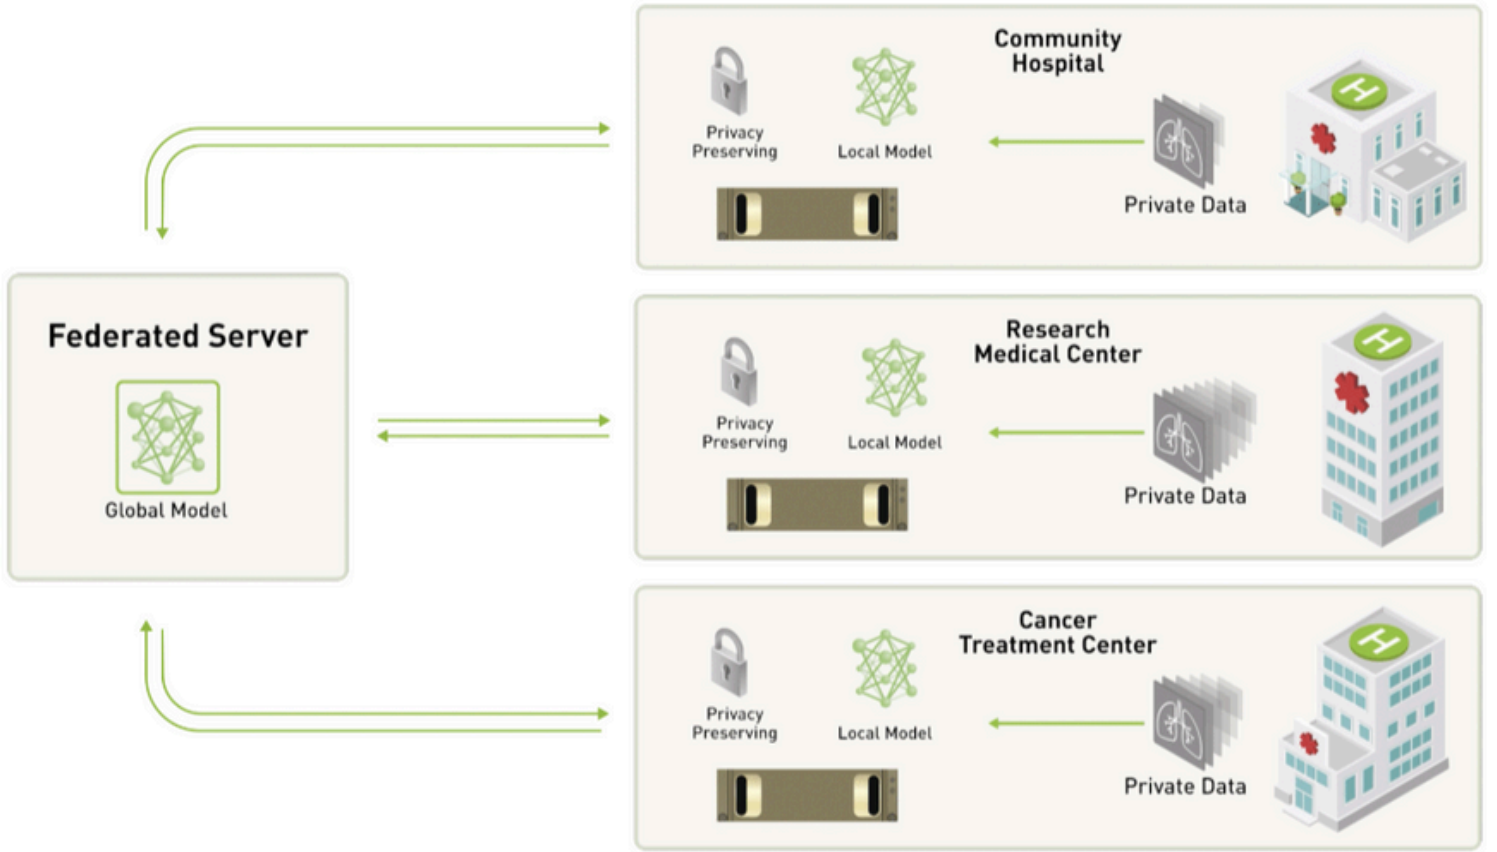 Community
Hospital
Privacy
Preserving
Local Model
Private Data
H
Federated Server
Global Model
Research
Medical Center
Privacy
Preserving
Local Model
Private Data
H
Cancer
Treatment Center
Privacy
Preserving
Local Model
Private Data
H